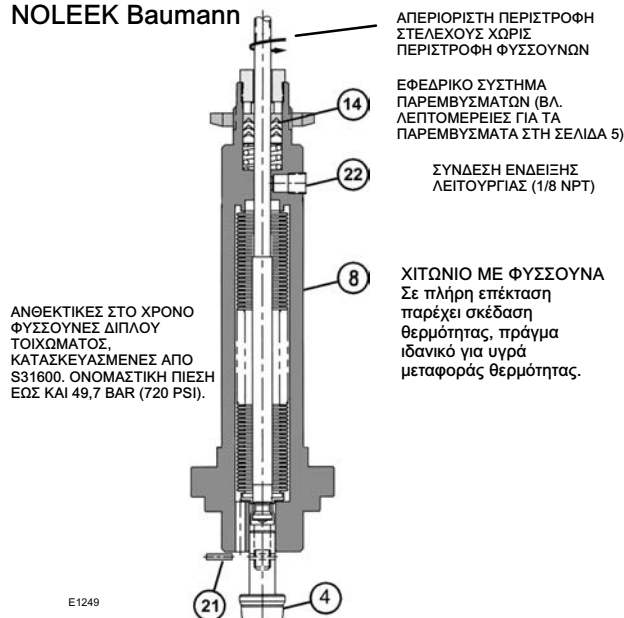 NOLEEK Baumann
ΑΠΕΡΙΟΡΙΣΤΗ ΠΕΡΙΣΤΡΟΦΗ
ΣΤΕΛΕΧΟΥΣ ΧΩΡΙΣ
ΠΕΡΙΣΤΡΟΦΗ ΦΥΣΣΟΥΝΩΝ
14
ΕΦΕΔΡΙΚΟ ΣΥΣΤΗΜΑ
ΠΑΡΕΜΒΥΣΜΑΤΩΝ (ΒΛ.
ΛΕΠΤΟΜΕΡΕΙΕΣ ΓΙΑ ΤΑ
ΠΑΡΕΜΒΥΣΜΑΤΑ ΣΤΗ ΣΕΛΙΔΑ 5)
22
ΣΥΝΔΕΣΗ ΕΝΔΕΙΞΗΣ
ΛΕΙΤΟΥΡΓΙΑΣ (1/8 NPT)
8
ΧΙΤΩΝΙΟ ΜΕ ΦΥΣΣΟΥΝΑ
Σε πλήρη επέκταση
παρέχει σκέδαση
θερμότητας, πράγμα
ιδανικό για υγρά
μεταφοράς θερμότητας.
ΑΝΘΕΚΤΙΚΕΣ ΣΤΟ ΧΡΟΝΟ
ΦΥΣΣΟΥΝΕΣ ΔΙΠΛΟΥ
ΤΟΙΧΩΜΑΤΟΣ,
ΚΑΤΑΣΚΕΥΑΣΜΕΝΕΣ ΑΠΟ
S31600. ΟΝΟΜΑΣΤΙΚΗ ΠΙΕΣΗ
ΕΩΣ ΚΑΙ 49,7 BAR (720 PSI).
E1249
21
4